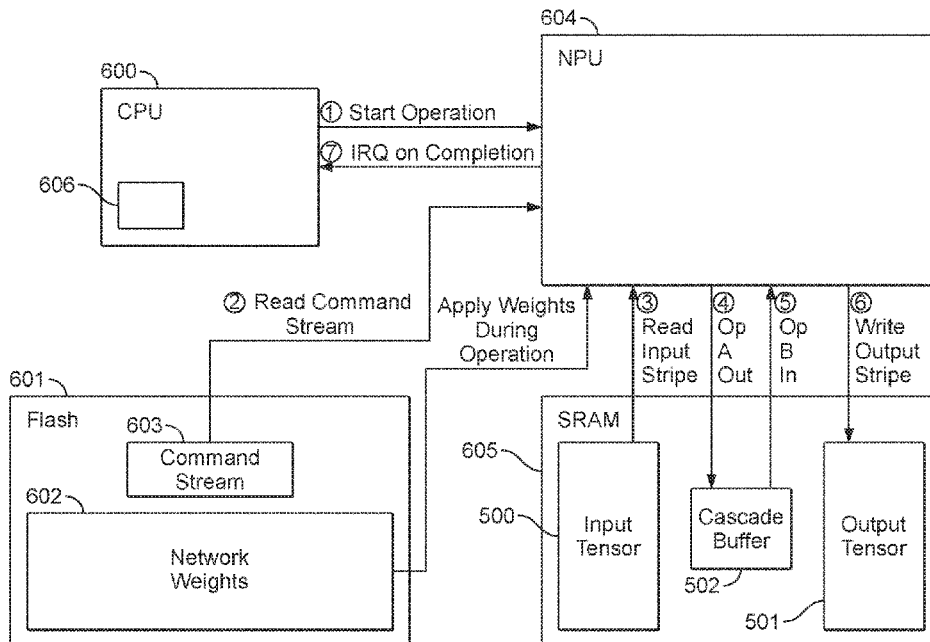 604
NPU
600
CPU
① Start Operation
⑦ IRQ on Completion
606
② Read Command
Stream
Apply Weights
During
Operation
③ Read
Input
Stripe
④ Op
A
Out
⑤ Op
B
In
⑥ Write
Output
Stripe
601
Flash
603
Command
Stream
602
Network
Weights
SRAM
605
500
Input
Tensor
Cascade
Buffer
502
Output
Tensor
501